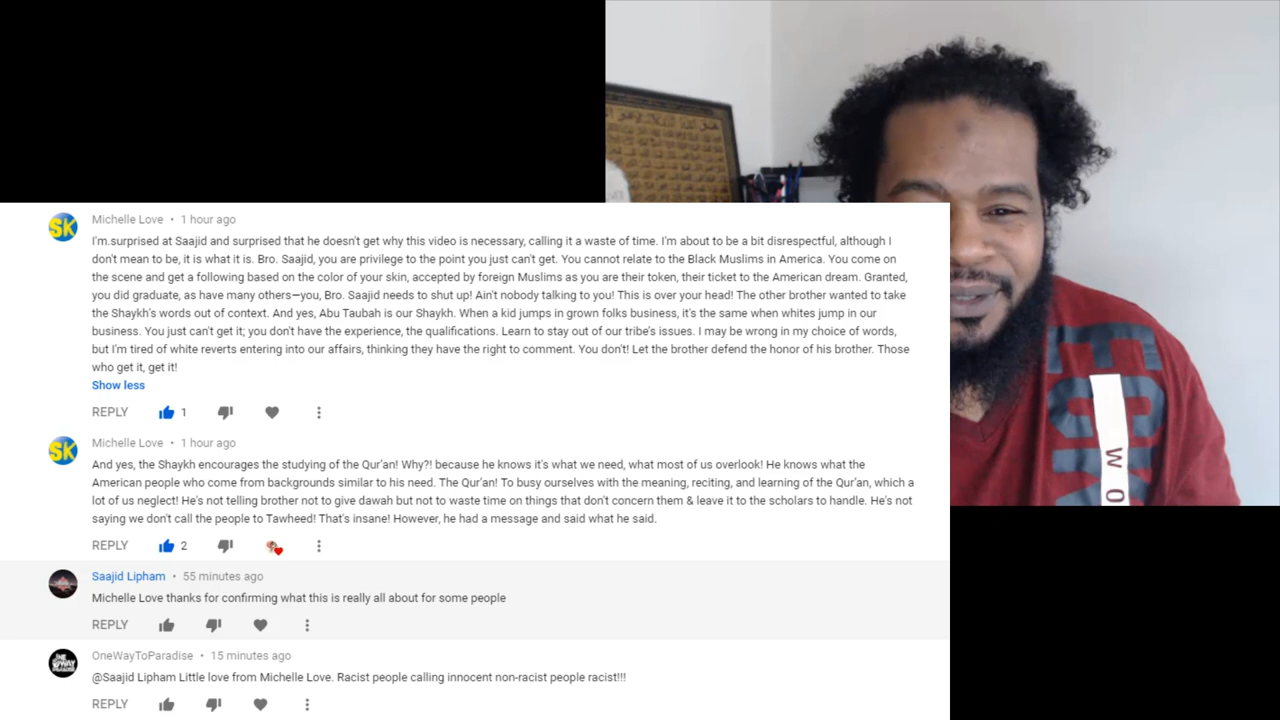 Michelle Love • 1 hour ago
I'm.surprised at Saajid and surprised that he doesn't get why this video is necessary, calling it a waste of time. I'm about to be a bit disrespectful, although I
don't mean to be, it is what it is. Bro. Saajid, you are privilege to the point you just can't get. You cannot relate to the Black Muslims in America. You come on
the scene and get a following based on the color of your skin, accepted by foreign Muslims as you are their token, their ticket to the American dream. Granted,
you did graduate, as have many others—you, Bro. Saajid needs to shut up! Ain't nobody talking to you! This is over your head! The other brother wanted to take
the Shaykh's words out of context. And yes, Abu Taubah is our Shaykh. When a kid jumps in grown folks business, it's the same when whites jump in our
business. You just can't get it; you don't have the experience, the qualifications. Learn to stay out of our tribe's issues. I may be wrong in my choice of words,
but I'm tired of white reverts entering into our affairs, thinking they have the right to comment. You don't! Let the brother defend the honor of his brother. Those
who get it, get it!
Show less
REPLY 1
Michelle Love • 1 hour ago
And yes, the Shaykh encourages the studying of the Qur'an! Why?! because he knows it's what we need, what most of us overlook! He knows what the
American people who come from backgrounds similar to his need. The Qur'an! To busy ourselves with the meaning, reciting, and learning of the Qur'an, which a
lot of us neglect! He's not telling brother not to give dawah but not to waste time on things that don't concern them & leave it to the scholars to handle. He's not
saying we don't call the people to Tawheed! That's insane! However, he had a message and said what he said.
REPLY 2
Saajid Lipham • 55 minutes ago
Michelle Love thanks for confirming what this is really all about for some people
REPLY
OneWayToParadise • 15 minutes ago
@Saajid Lipham Little love from Michelle Love. Racist people calling innocent non-racist people racist!!!
REPLY
SK
SK
W O